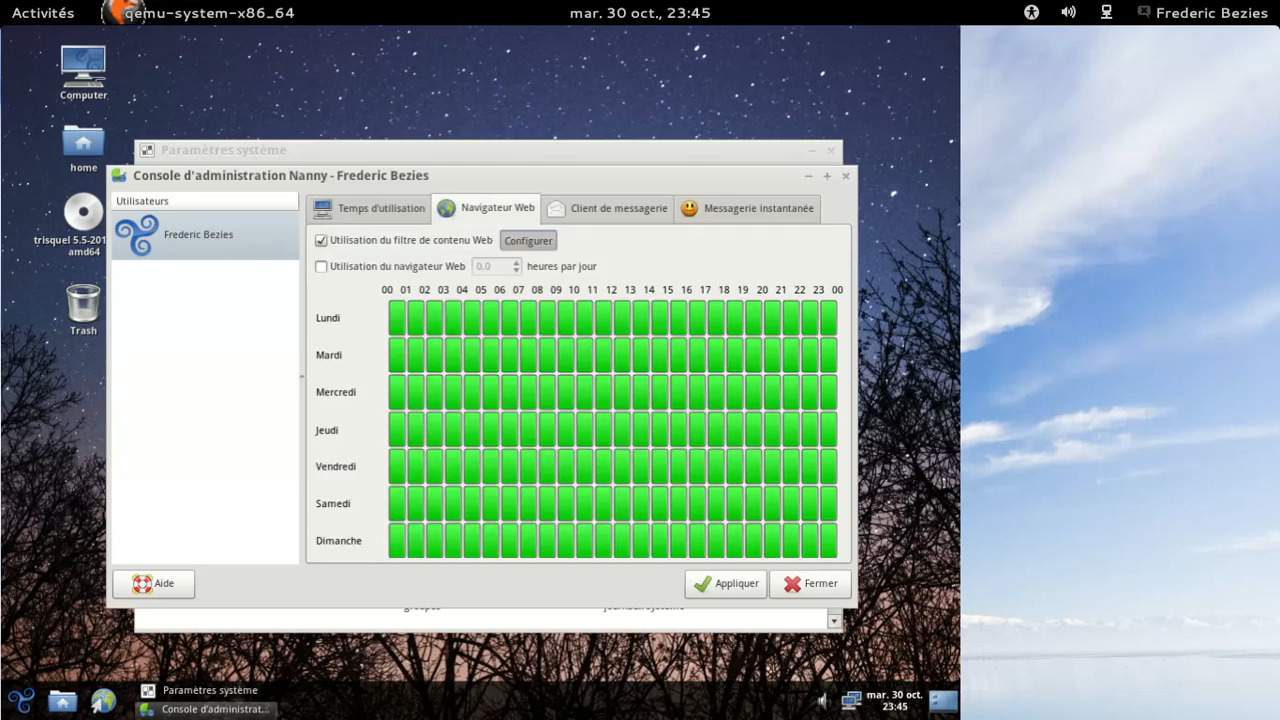 Activités
qemu-system-x86_64
mar. 30 oct., 23:45
Frederic Bezies
Computer
home
trisquel 5.5-201
amd64
Trash
Paramètres système
Console d'administration Nanny - Frederic Bezies
Utilisateurs
Frederic Bezies
Temps d'utilisation
Navigateur Web
Client de messagerie
Messagerie instantanée
Utilisation du filtre de contenu Web
Configurer
Utilisation du navigateur Web
0,0
heures par jour
00 01 02 03 04 05 06 07 08 09 10 11 12 13 14 15 16 17 18 19 20 21 22 23 00
Lundi
Mardi
Mercredi
Jeudi
Vendredi
Samedi
Dimanche
Aide
Appliquer
Fermer
groupes
Paramètres système
Console d'administrat...
mar. 30 oct.
23:45